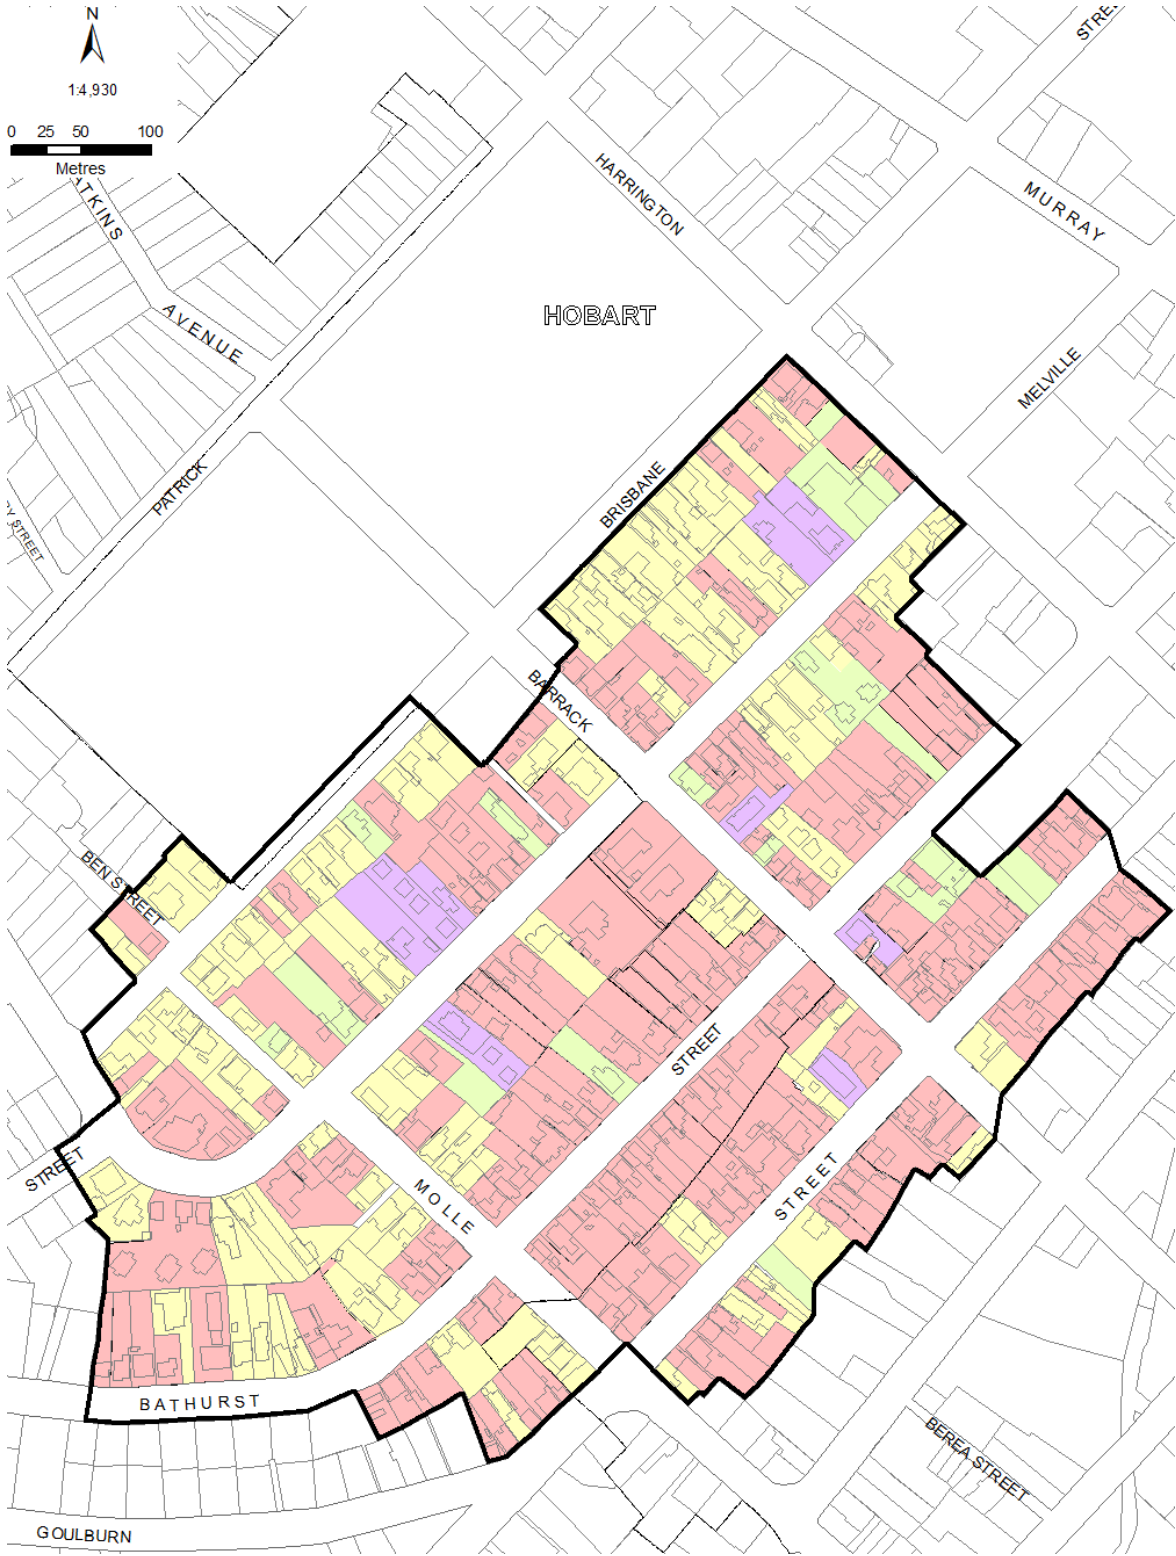 N
1:4,930
0 25 50 100
Metres
ATKINS
AVENUE
HARRINGTON
MURRAY
HOBART
MELVILLE
PATRICK
BRISBANE
STREET
BARRACK
BEN STREET
STREET
STREET
MOLLE
STREET
BATHURST
BEREA STREET
GOULBURN